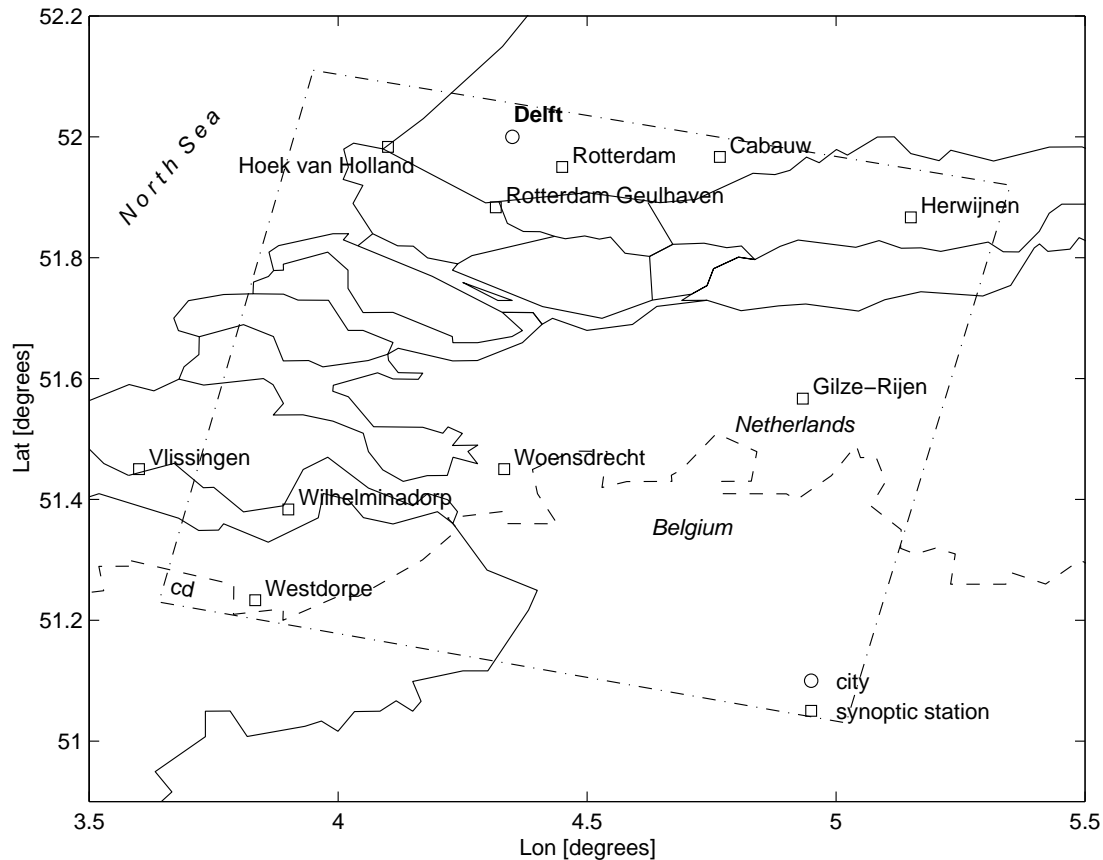 52.2
52
51.8
51.6
51.4
51.2
51
3.5
4
4.5
5
5.5
Lat [degrees]
Lon [degrees]
North Sea
Delft
Hoek van Holland
Rotterdam
Cabauw
Rotterdam Geulhaven
Herwijnen
Gilze−Rijen
Netherlands
Vlissingen
Woensdrecht
Wilhelminadorp
Belgium
cd
Westdorpe
city
synoptic station